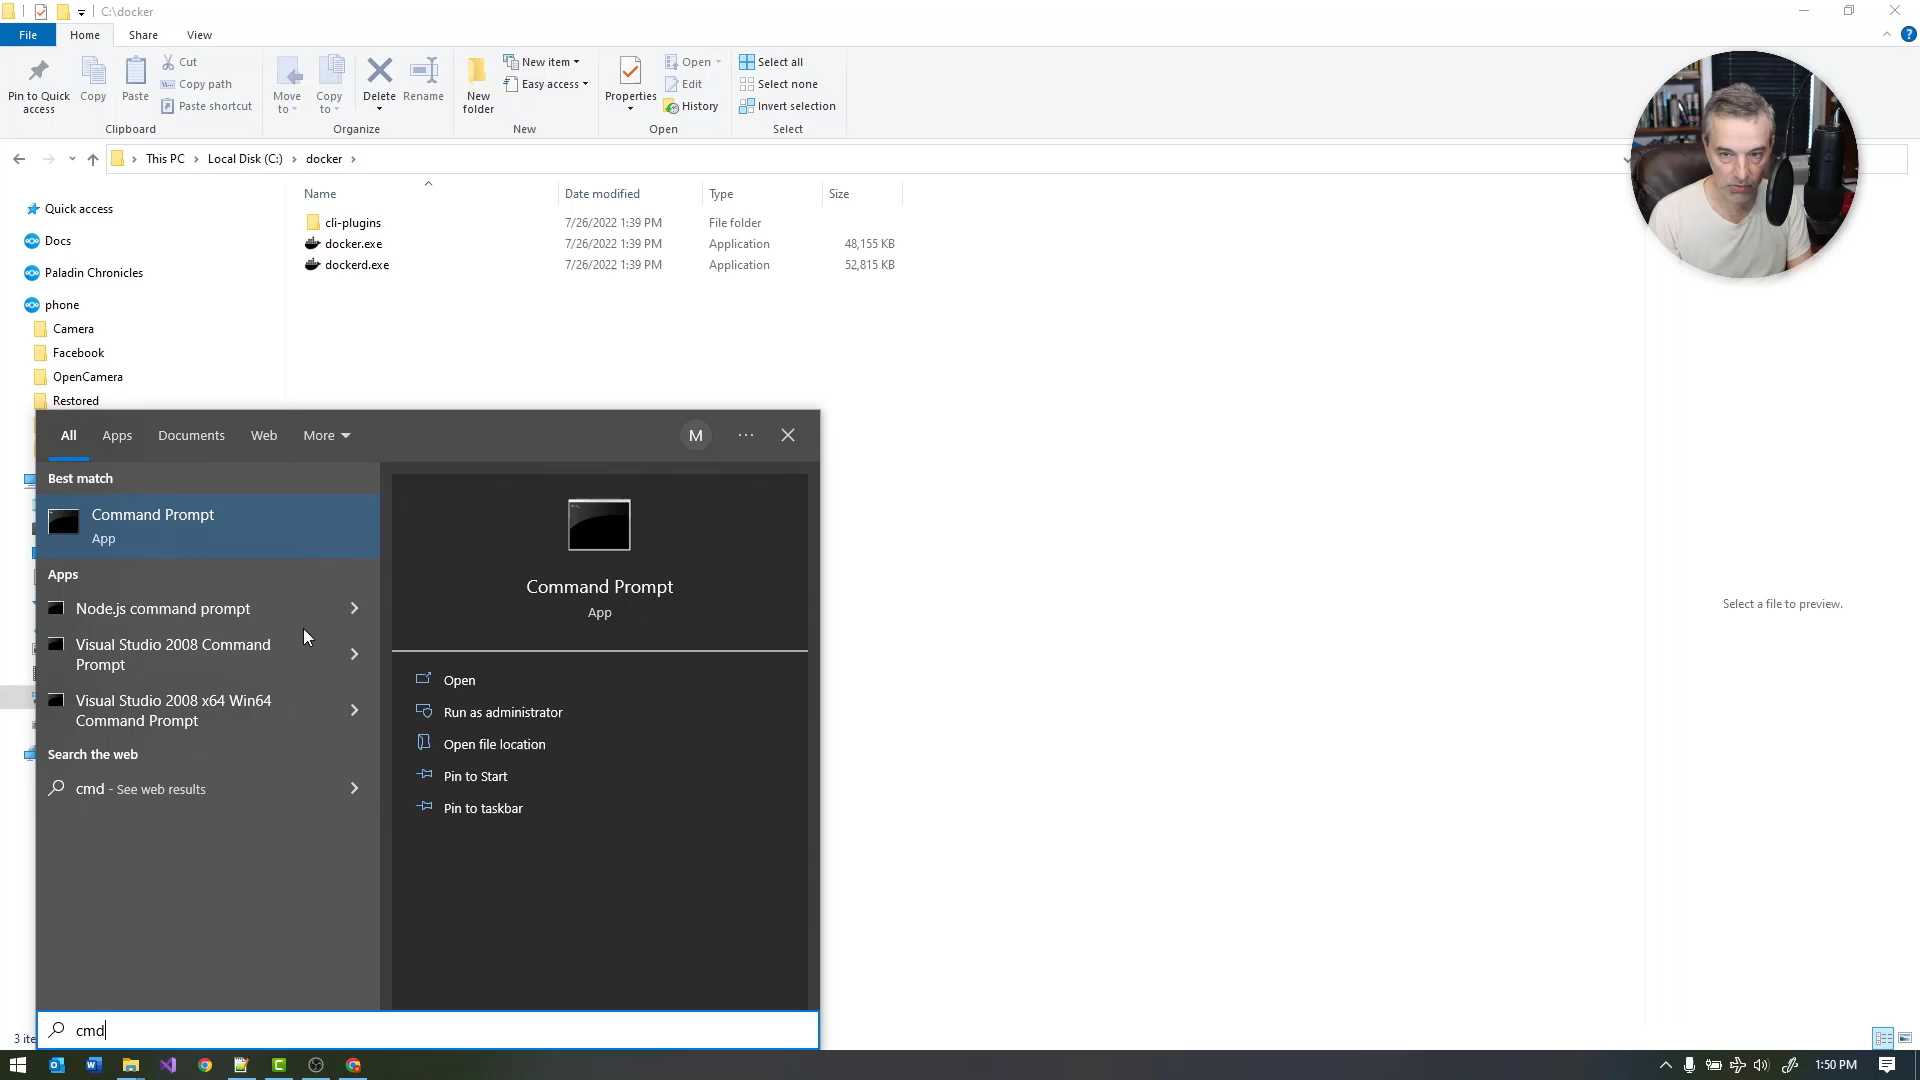 C:\docker
File Home Share View
Pin to Quick access
Copy
Paste
Cut
Copy path
Paste shortcut
Clipboard
Move to
Copy to
Delete
Rename
Organize
New folder
New item
Easy access
New
Properties
Open
Edit
History
Open
Select all
Select none
Invert selection
Select
This PC > Local Disk (C:) > docker >
Name Date modified Type Size
cli-plugins 7/26/2022 1:39 PM File folder
docker.exe 7/26/2022 1:39 PM Application 48,155 KB
dockerd.exe 7/26/2022 1:39 PM Application 52,815 KB
Quick access
Docs
Paladin Chronicles
phone
Camera
Facebook
OpenCamera
Restored
All Apps Documents Web More
M
Best match
Command Prompt
App
Apps
Node.js command prompt
Visual Studio 2008 Command
Prompt
Visual Studio 2008 x64 Win64
Command Prompt
Search the web
cmd - See web results
Command Prompt
App
Open
Run as administrator
Open file location
Pin to Start
Pin to taskbar
Select a file to preview.
cmd
3 ite
1:50 PM